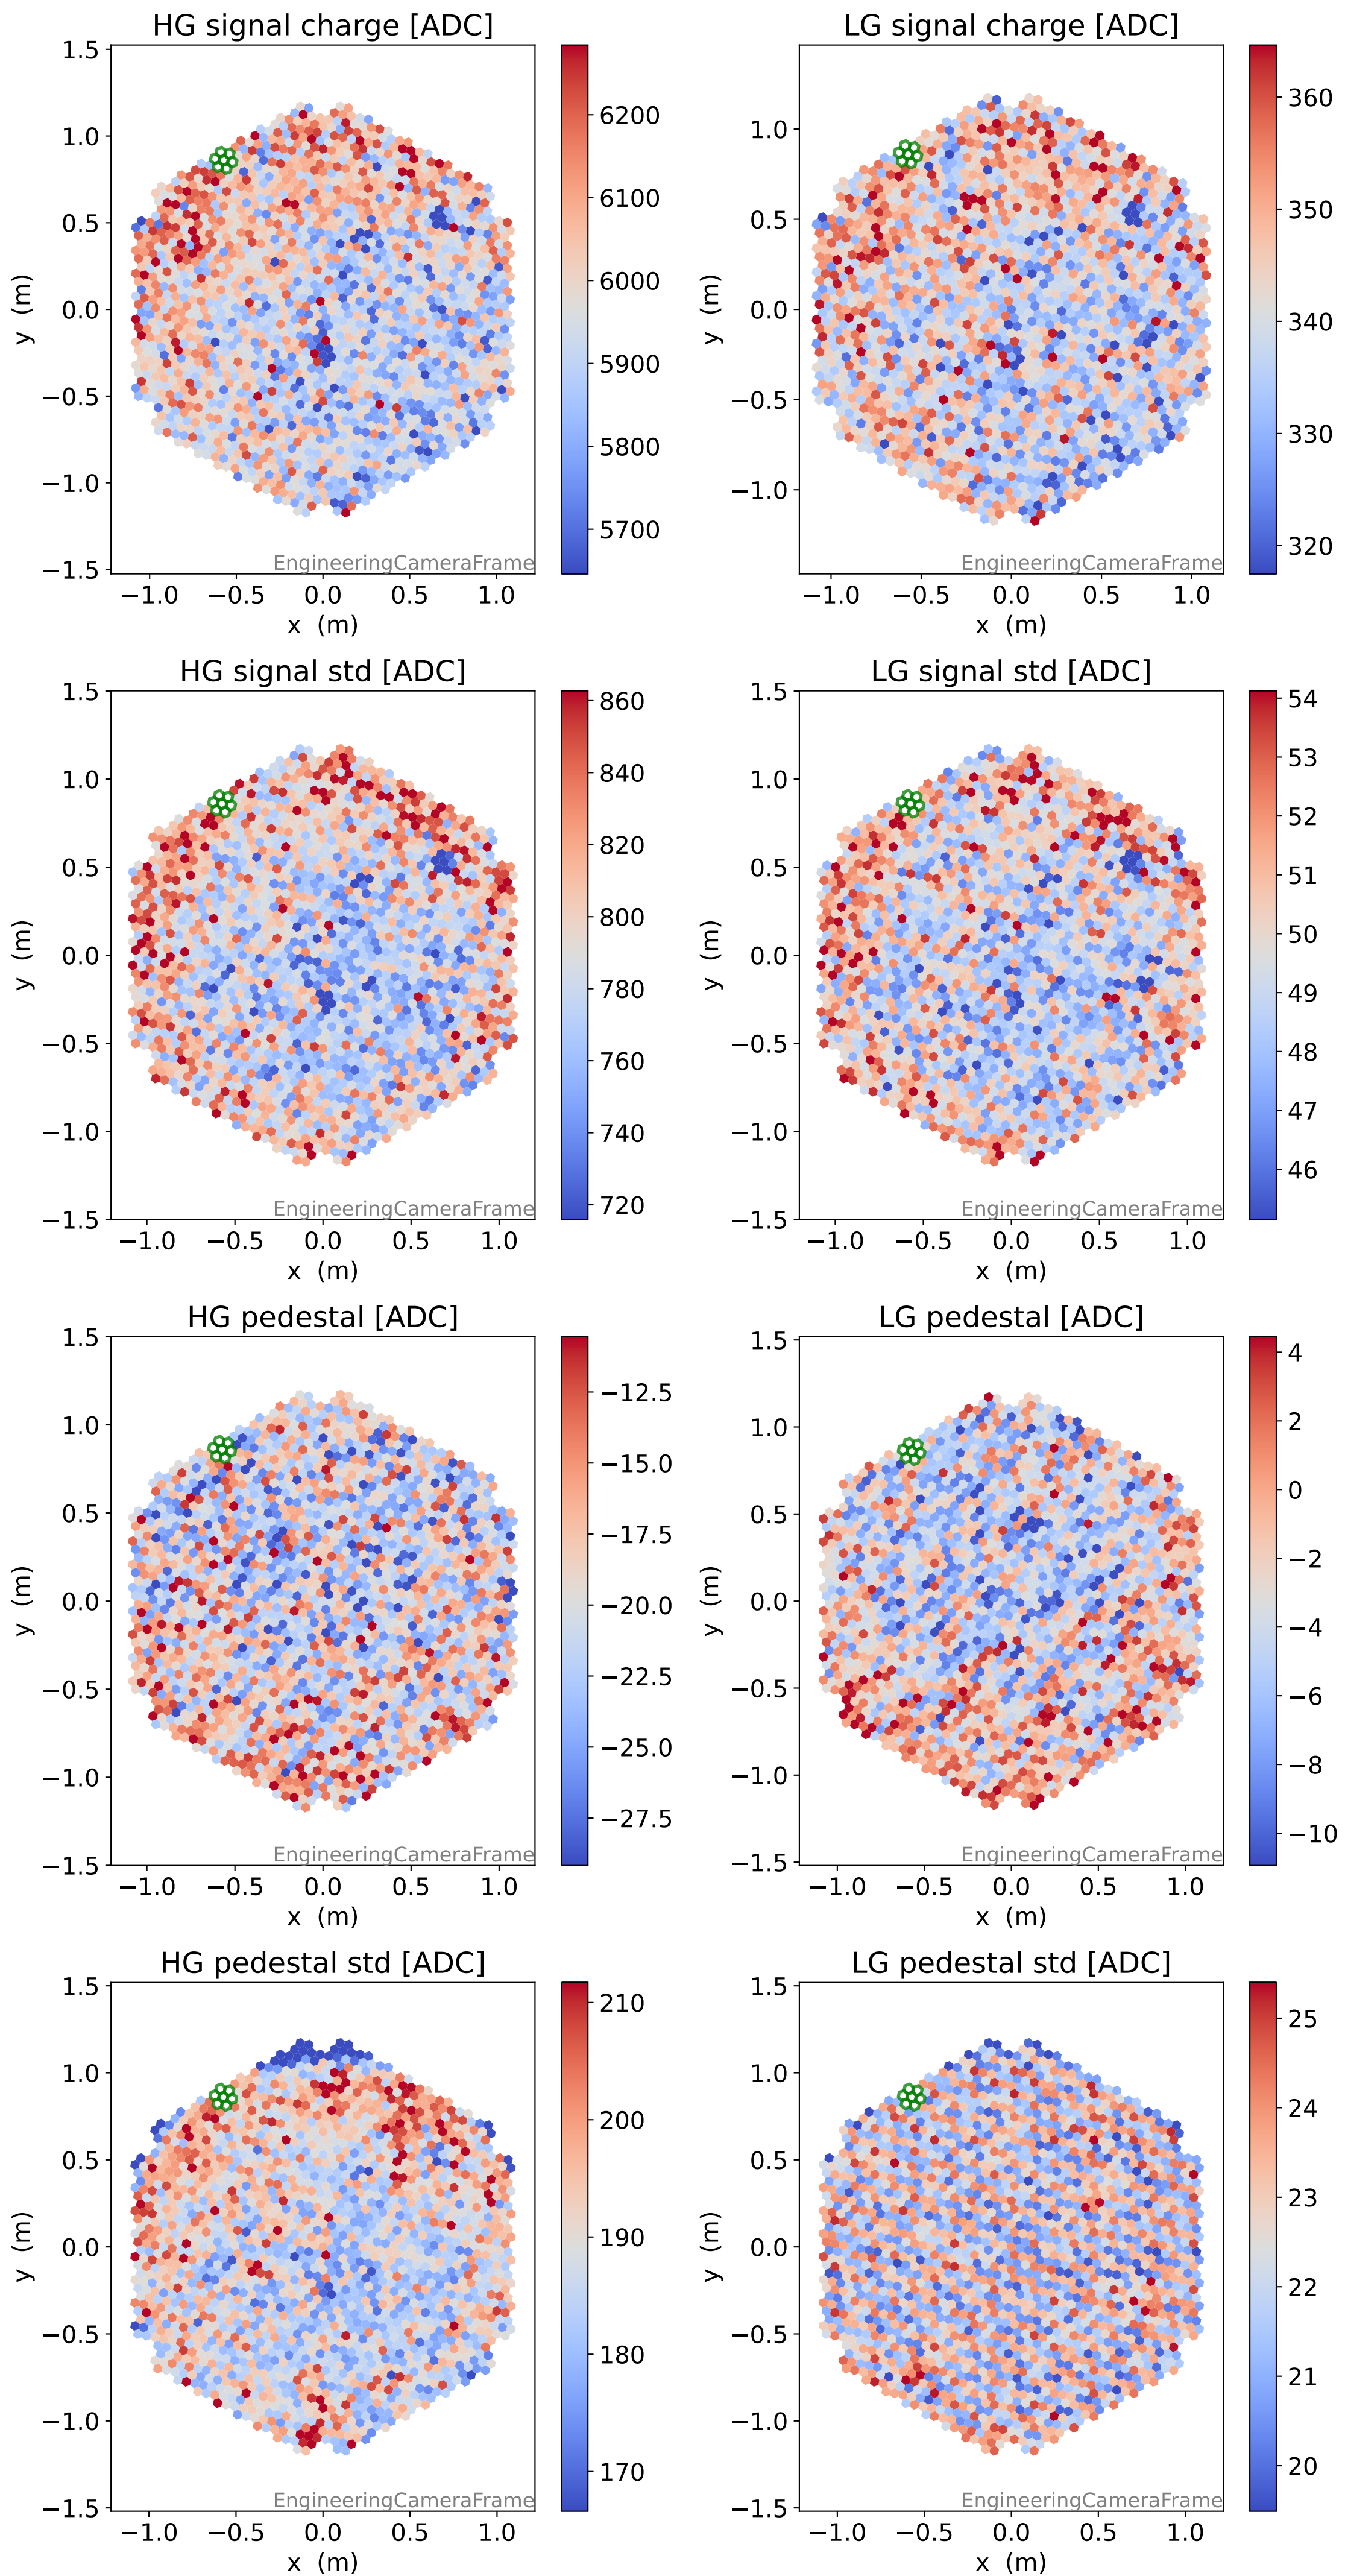 HG signal charge [ADC]
1.5
1.0
0.5
0.0
−0.5
−1.0
−1.5
y (m)
−1.0 −0.5 0.0 0.5 1.0
x (m)
EngineeringCameraFrame
6200
6100
6000
5900
5800
5700
LG signal charge [ADC]
1.0
0.5
0.0
−0.5
−1.0
y (m)
−1.0 −0.5 0.0 0.5 1.0
x (m)
EngineeringCameraFrame
360
350
340
330
320
HG signal std [ADC]
1.5
1.0
0.5
0.0
−0.5
−1.0
−1.5
y (m)
−1.0 −0.5 0.0 0.5 1.0
x (m)
EngineeringCameraFrame
860
840
820
800
780
760
740
720
LG signal std [ADC]
1.5
1.0
0.5
0.0
−0.5
−1.0
−1.5
y (m)
−1.0 −0.5 0.0 0.5 1.0
x (m)
EngineeringCameraFrame
54
53
52
51
50
49
48
47
46
HG pedestal [ADC]
1.5
1.0
0.5
0.0
−0.5
−1.0
−1.5
y (m)
−1.0 −0.5 0.0 0.5 1.0
x (m)
EngineeringCameraFrame
−12.5
−15.0
−17.5
−20.0
−22.5
−25.0
−27.5
LG pedestal [ADC]
1.5
1.0
0.5
0.0
−0.5
−1.0
−1.5
y (m)
−1.0 −0.5 0.0 0.5 1.0
x (m)
EngineeringCameraFrame
4
2
0
−2
−4
−6
−8
−10
HG pedestal std [ADC]
1.5
1.0
0.5
0.0
−0.5
−1.0
−1.5
y (m)
−1.0 −0.5 0.0 0.5 1.0
x (m)
EngineeringCameraFrame
210
200
190
180
170
LG pedestal std [ADC]
1.5
1.0
0.5
0.0
−0.5
−1.0
−1.5
y (m)
−1.0 −0.5 0.0 0.5 1.0
x (m)
EngineeringCameraFrame
25
24
23
22
21
20